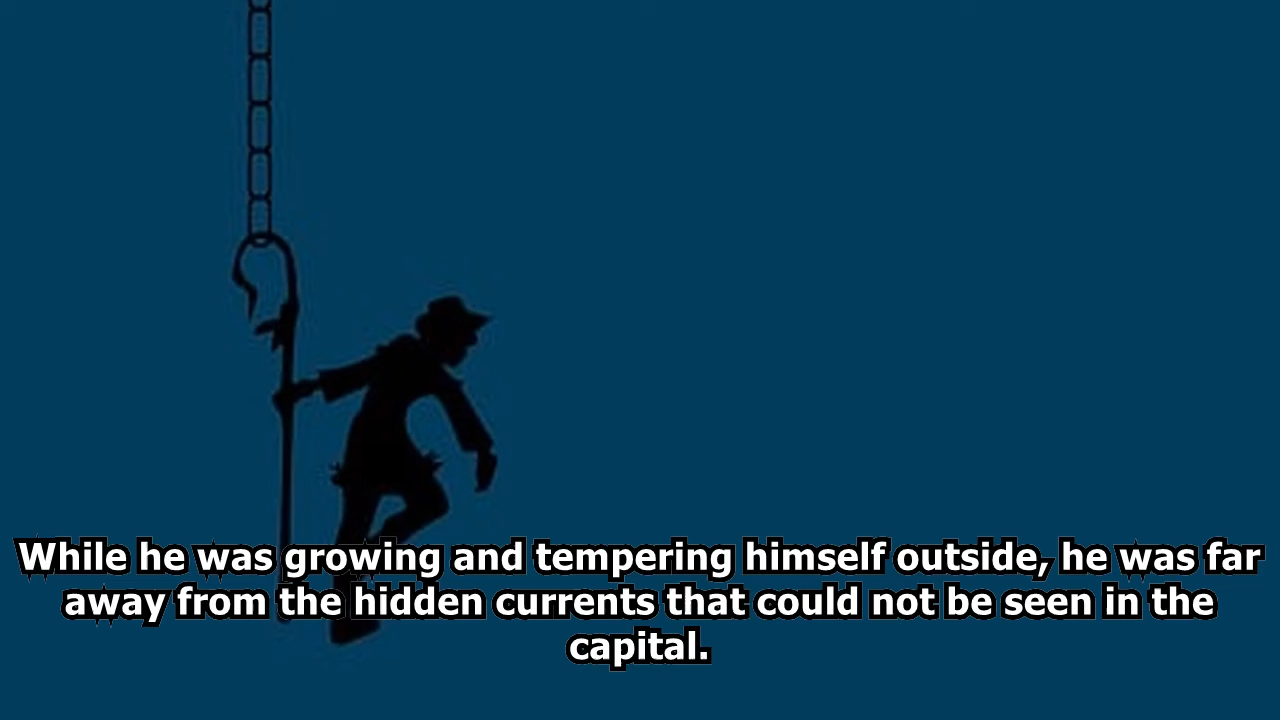 While he was growing and tempering himself outside, he was far
away from the hidden currents that could not be seen in the
capital.